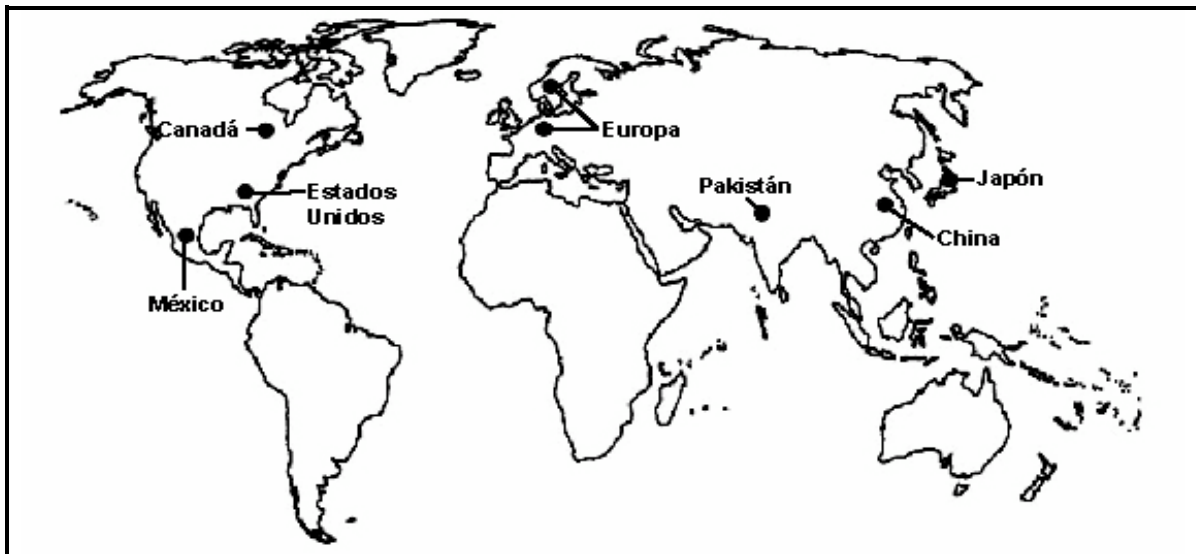 Canadá
Europa
Estados
Unidos
Pakistán
Japón
China
México